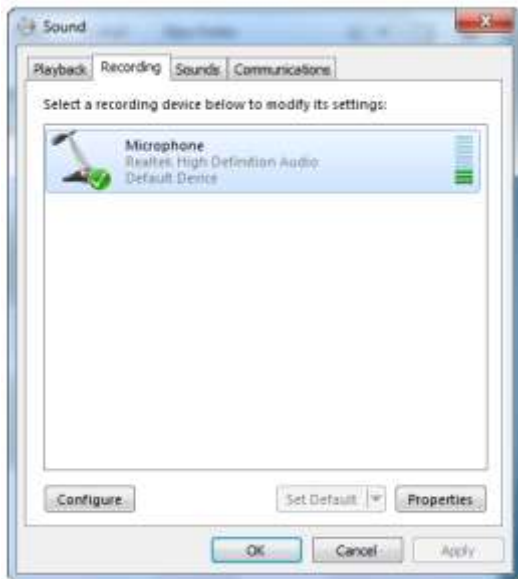 Sound
Playback Recording Sounds Communications
Select a recording device below to modify its settings:
Microphone
Realtek High Definition Audio
Default Device
Configure Set Default Properties
OK Cancel Apply